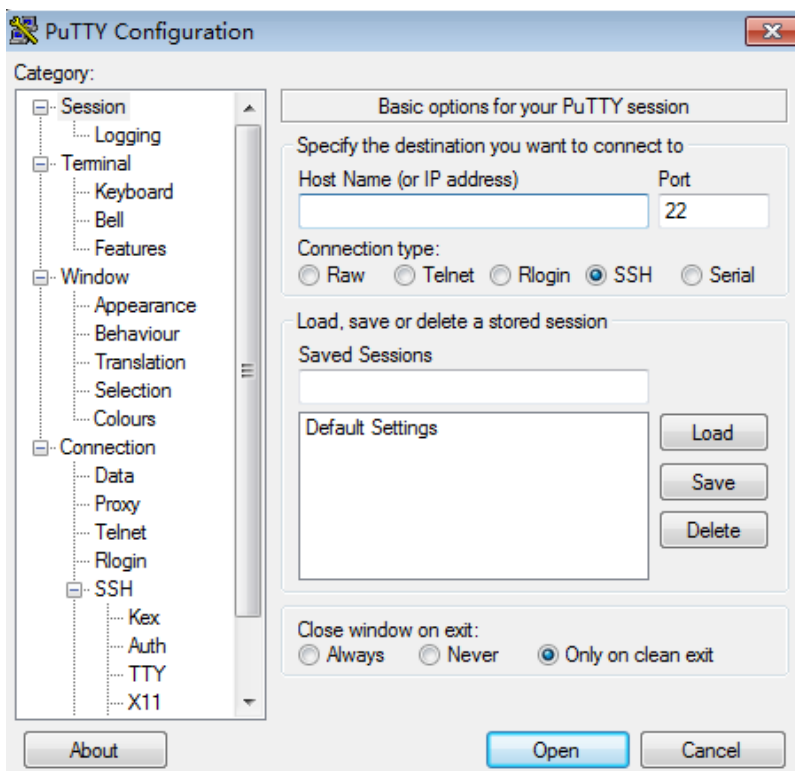 PuTTY Configuration
Category:
Session
Logging
Terminal
Keyboard
Bell
Features
Window
Appearance
Behaviour
Translation
Selection
Colours
Connection
Data
Proxy
Telnet
Rlogin
SSH
Kex
Auth
TTY
X11
Basic options for your PuTTY session
Specify the destination you want to connect to
Host Name (or IP address) Port
22
Connection type:
Raw Telnet Rlogin SSH Serial
Load, save or delete a stored session
Saved Sessions
Default Settings
Load
Save
Delete
Close window on exit:
Always Never Only on clean exit
About Open Cancel